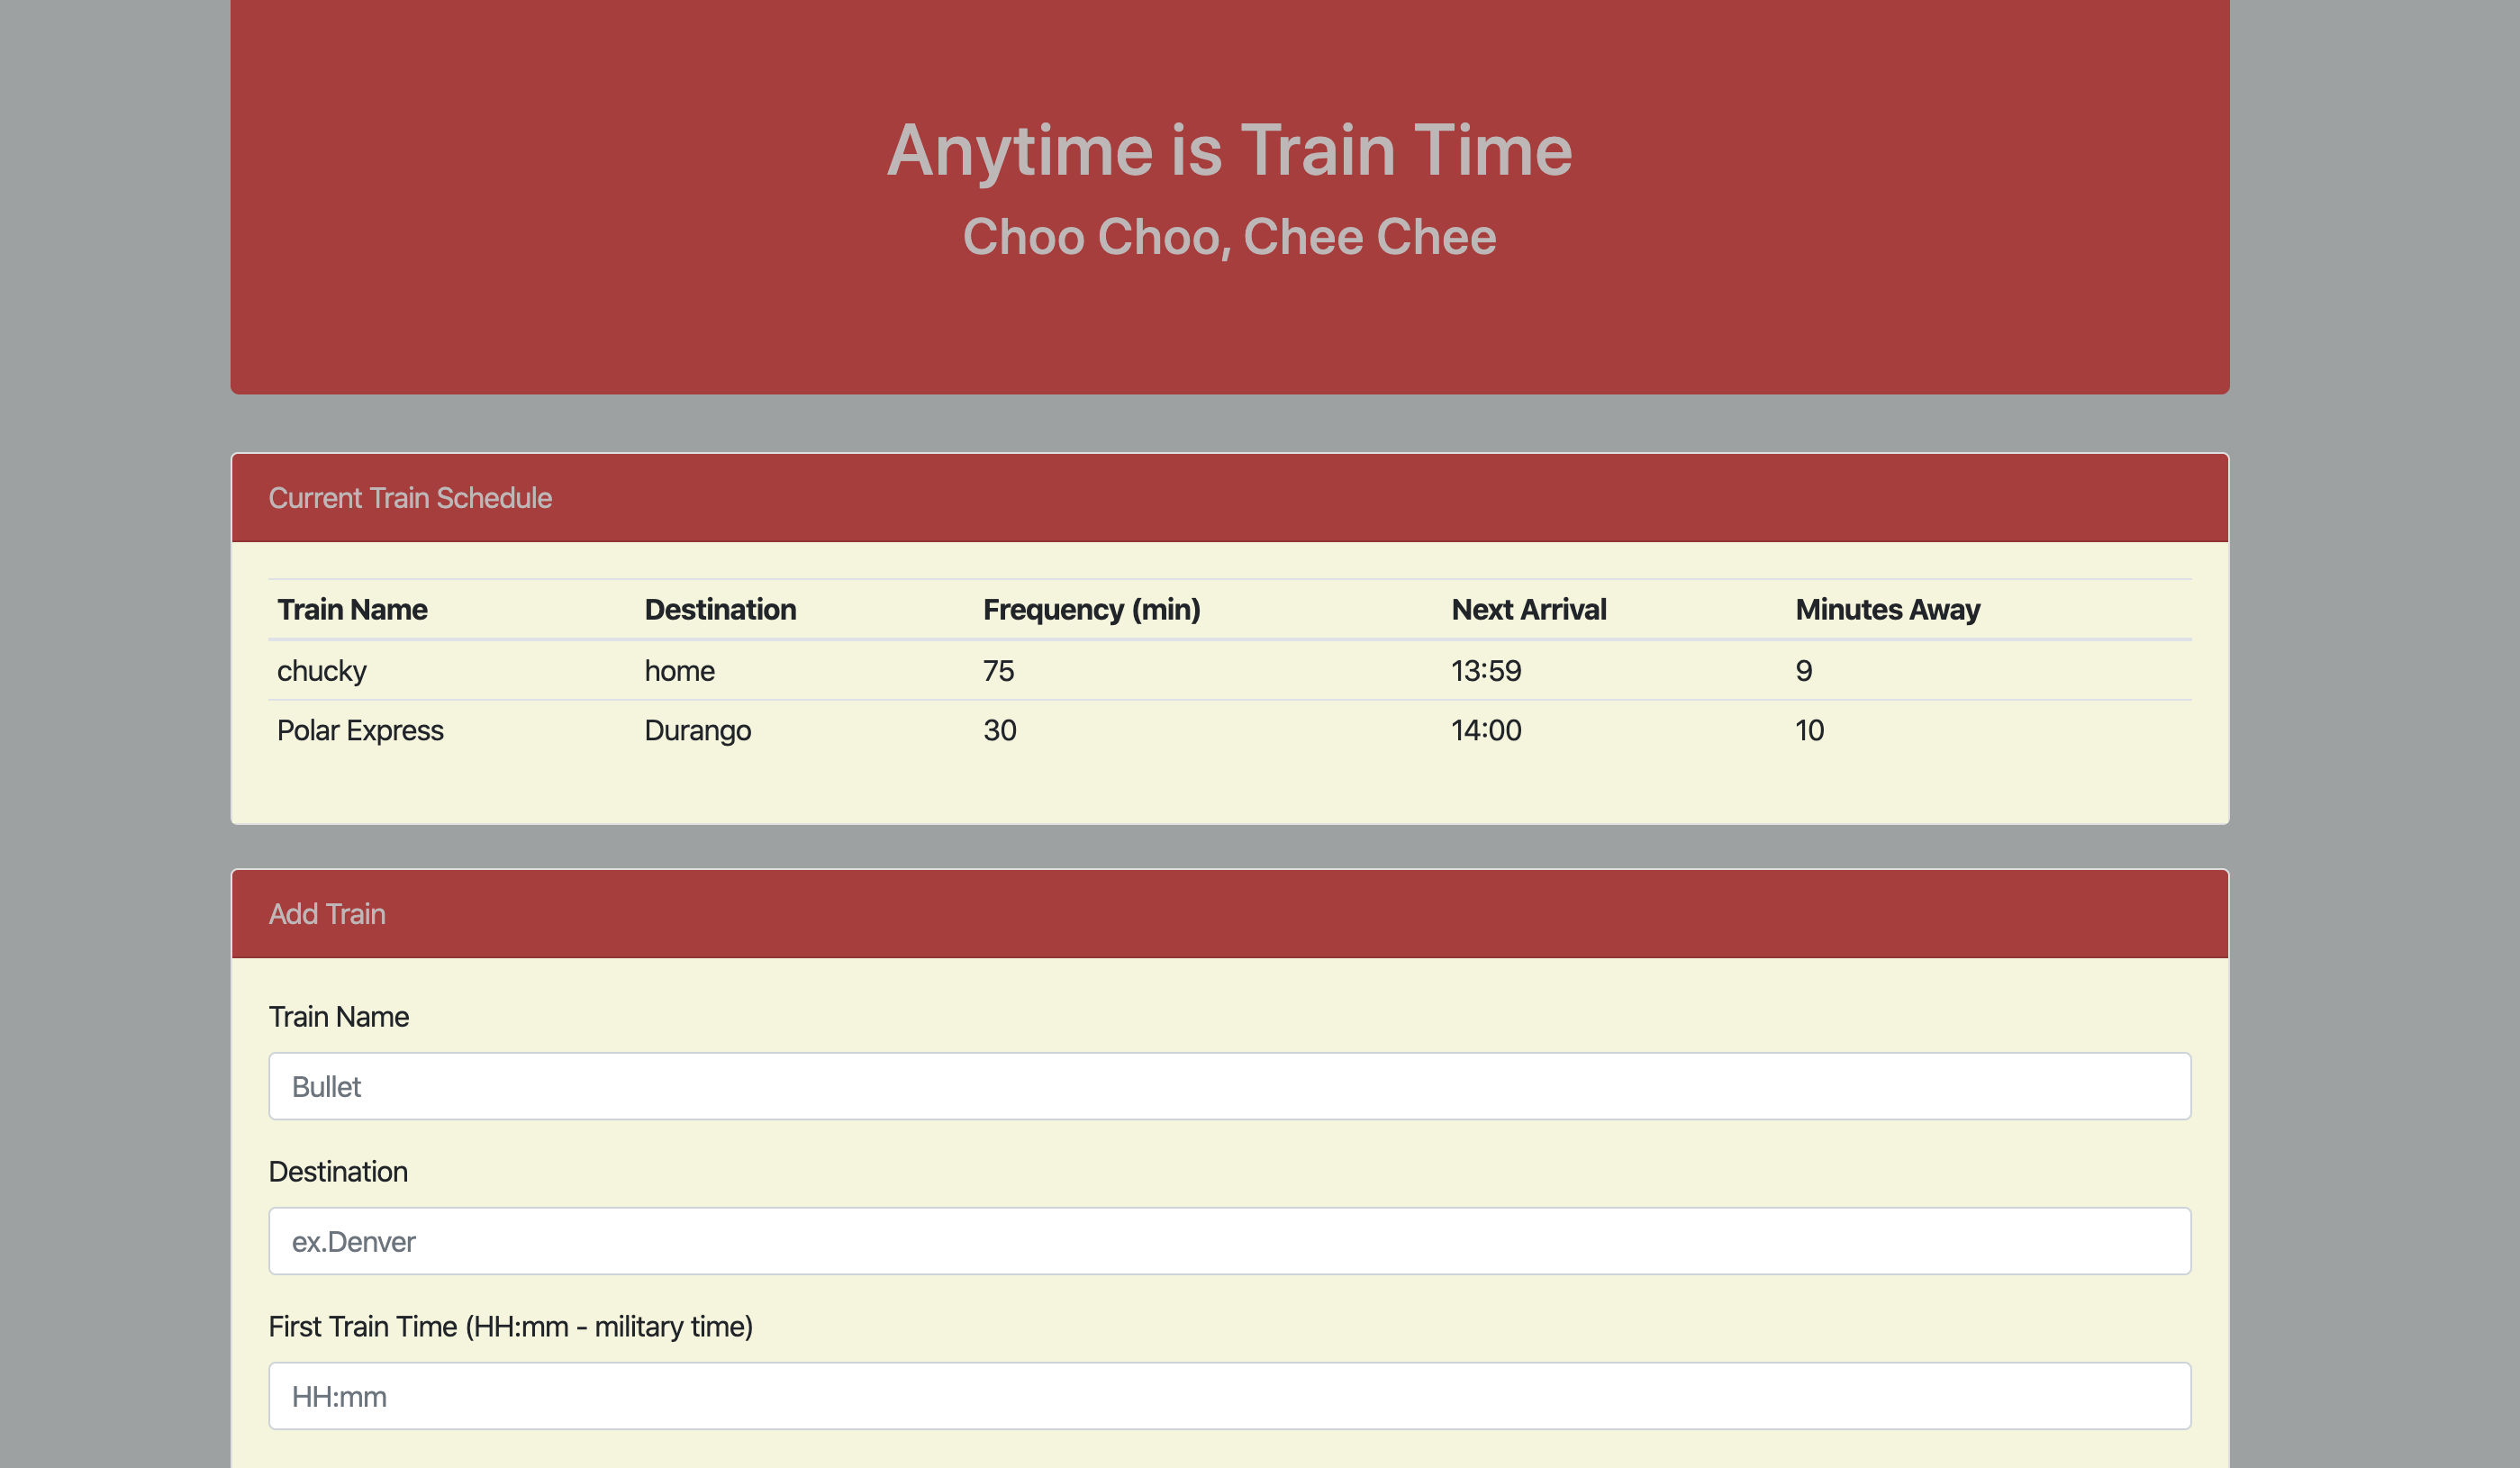 Anytime is Train Time
Choo Choo, Chee Chee
Current Train Schedule
Train Name Destination Frequency (min) Next Arrival Minutes Away
chucky home 75 13:59 9
Polar Express Durango 30 14:00 10
Add Train
Train Name
Bullet
Destination
ex.Denver
First Train Time (HH:mm - military time)
HH:mm